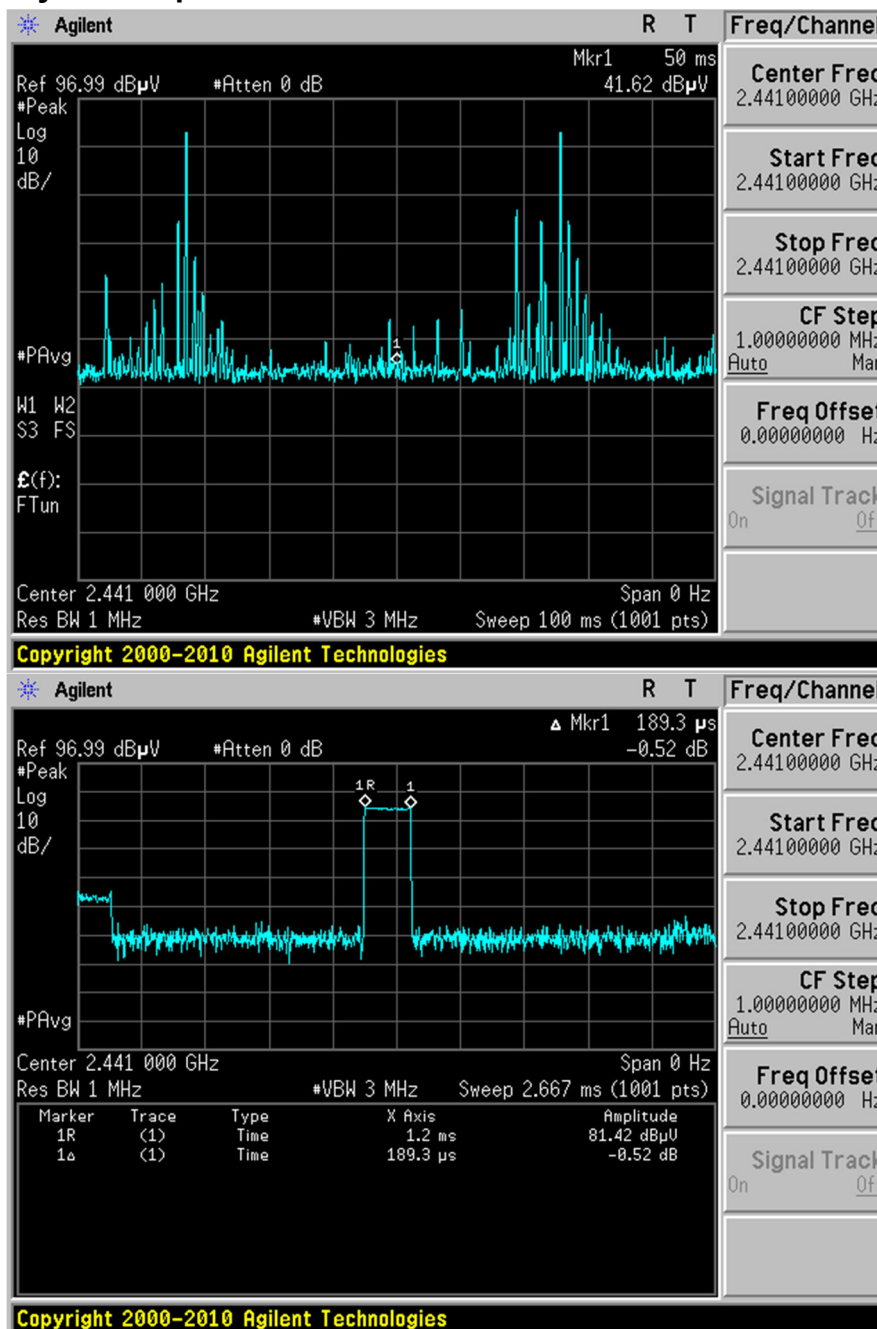 Agilent R T Freq/Channel
Mkr1 50 ms
Ref 96.99 dBµV #Atten 0 dB 41.62 dBµV
#Peak
Log
10
dB/
1
#PAvg
W1 W2
S3 FS
£(f):
FTun
Center 2.441 000 GHz Span 0 Hz
Res BW 1 MHz #VBW 3 MHz Sweep 100 ms (1001 pts)
Center Freq
2.44100000 GHz
Start Freq
2.44100000 GHz
Stop Freq
2.44100000 GHz
CF Step
1.00000000 MHz
Auto Man
Freq Offset
0.00000000 Hz
Signal Track
On Off
Copyright 2000-2010 Agilent Technologies
Agilent R T Freq/Channel
Δ Mkr1 189.3 µs
Ref 96.99 dBµV #Atten 0 dB -0.52 dB
#Peak
Log
10
dB/
1R 1
#PAvg
Center 2.441 000 GHz Span 0 Hz
Res BW 1 MHz #VBW 3 MHz Sweep 2.667 ms (1001 pts)
Marker Trace Type X Axis Amplitude
1R (1) Time 1.2 ms 81.42 dBµV
1Δ (1) Time 189.3 µs -0.52 dB
Center Freq
2.44100000 GHz
Start Freq
2.44100000 GHz
Stop Freq
2.44100000 GHz
CF Step
1.00000000 MHz
Auto Man
Freq Offset
0.00000000 Hz
Signal Track
On Off
Copyright 2000-2010 Agilent Technologies